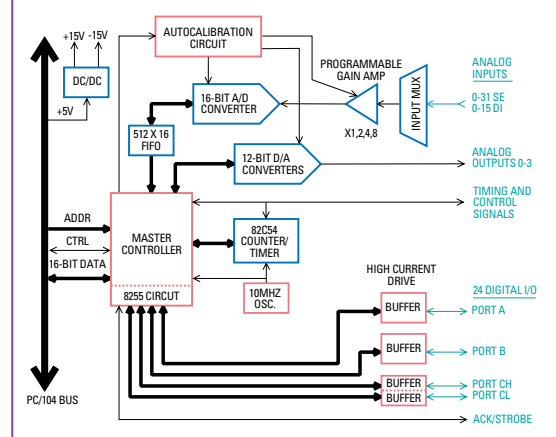 +15V -15V
DC/DC
+5V
AUTOCALIBRATION
CIRCUIT
PROGRAMMABLE
GAIN AMP
X1,2,4,8
INPUT MUX
ANALOG
INPUTS
0-31 SE
0-15 DI
16-BIT A/D
CONVERTER
512 X 16
FIFO
12-BIT D/A
CONVERTERS
ANALOG
OUTPUTS 0-3
TIMING AND
CONTROL
SIGNALS
ADDR
CTRL
16-BIT DATA
MASTER
CONTROLLER
8255 CIRCUT
82C54
COUNTER/
TIMER
10MHZ
OSC.
HIGH CURRENT
DRIVE
24 DIGITAL I/O
BUFFER
PORT A
BUFFER
PORT B
BUFFER
PORT CH
BUFFER
PORT CL
PC/104 BUS
ACK/STROBE